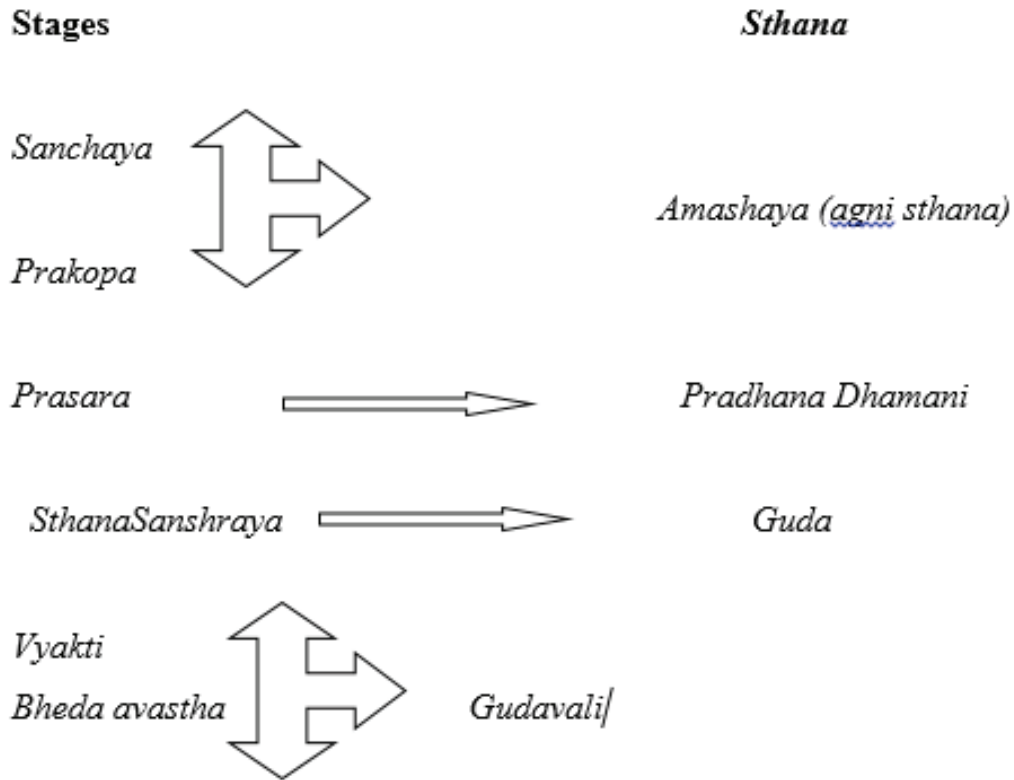 Stages Sthana
Sanchaya
Amashaya (agni sthana)
Prakopa
Prasara Pradhana Dhamani
SthanaSanshraya Guda
Vyakti
Bheda avastha Gudavali